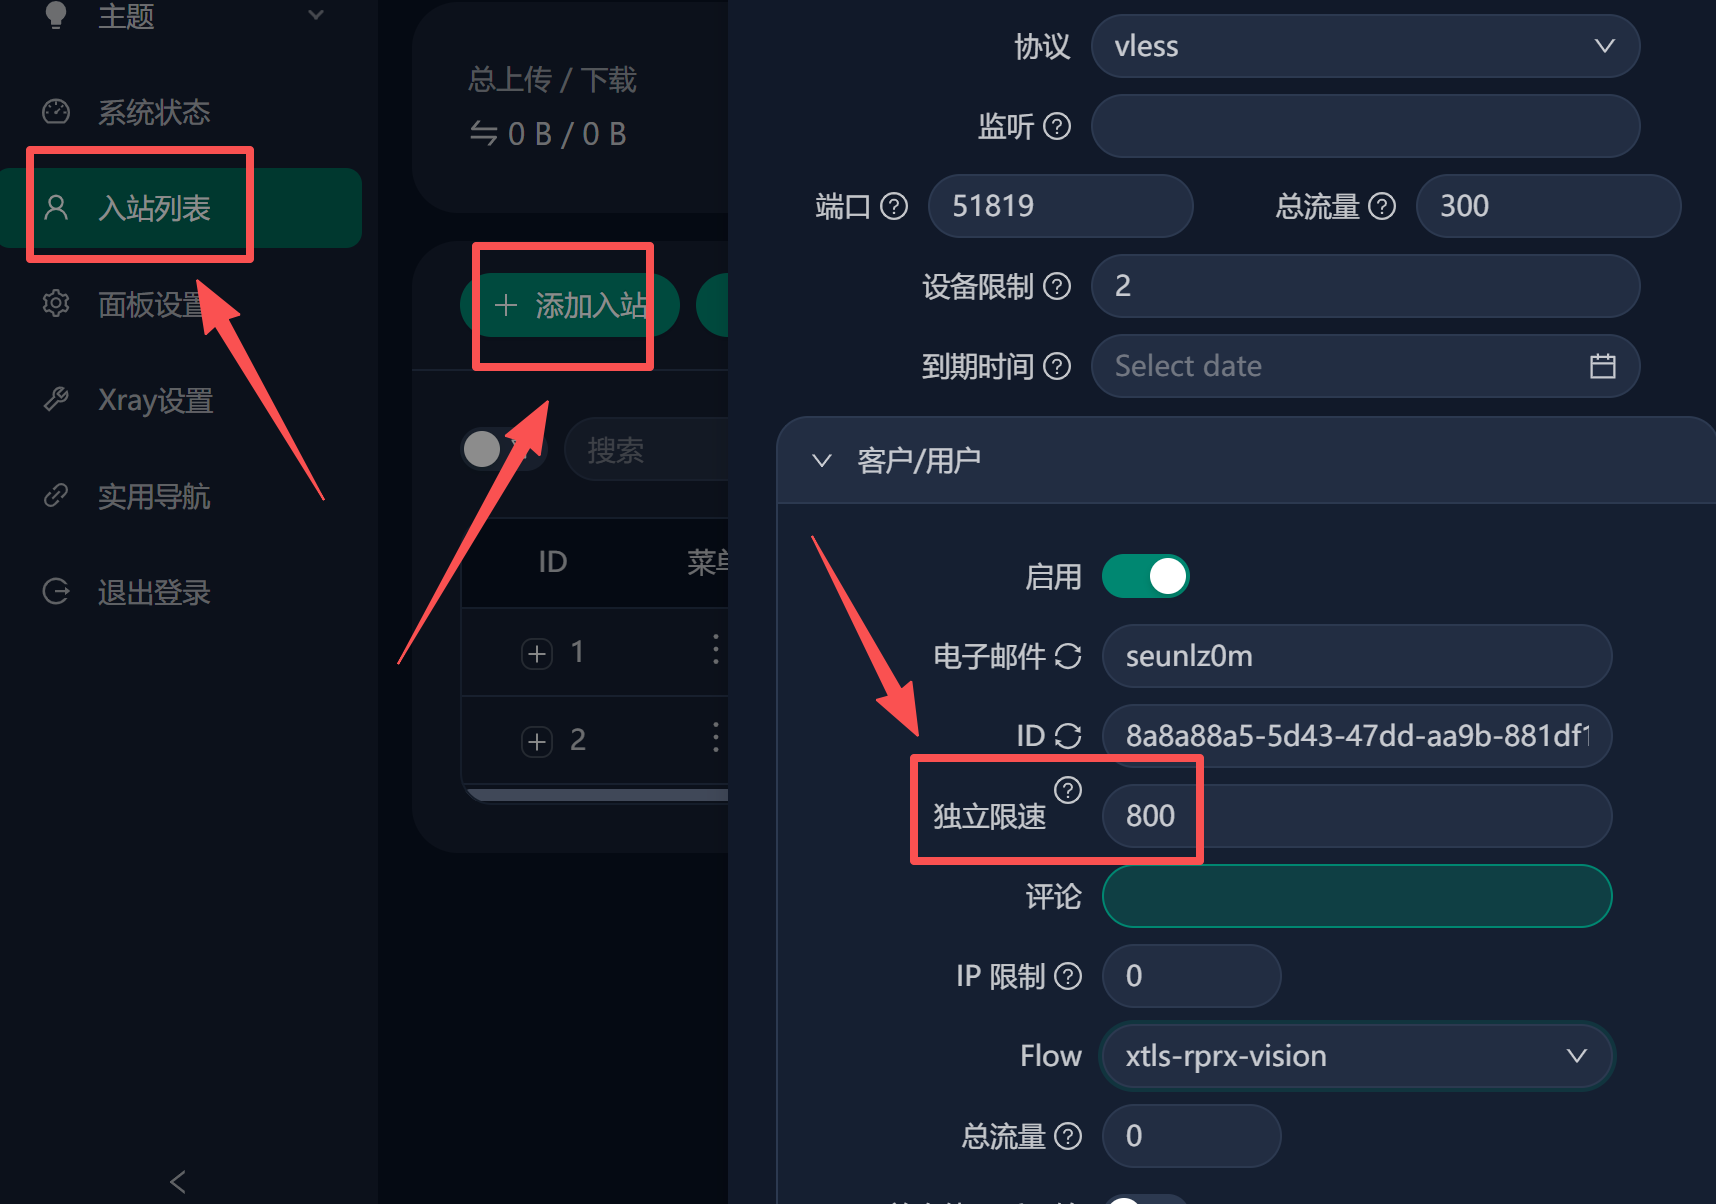 主题
系统状态
入站列表
面板设置
Xray设置
实用导航
退出登录
总上传 / 下载
0 B / 0 B
添加入站
搜索
ID
1
2
协议 vless
监听
端口 51819 总流量 300
设备限制 2
到期时间 Select date
客户/用户
启用
电子邮件 seunlz0m
ID 8a8a88a5-5d43-47dd-aa9b-881df1
独立限速 800
评论
IP 限制 0
Flow xtls-rprx-vision
总流量 0